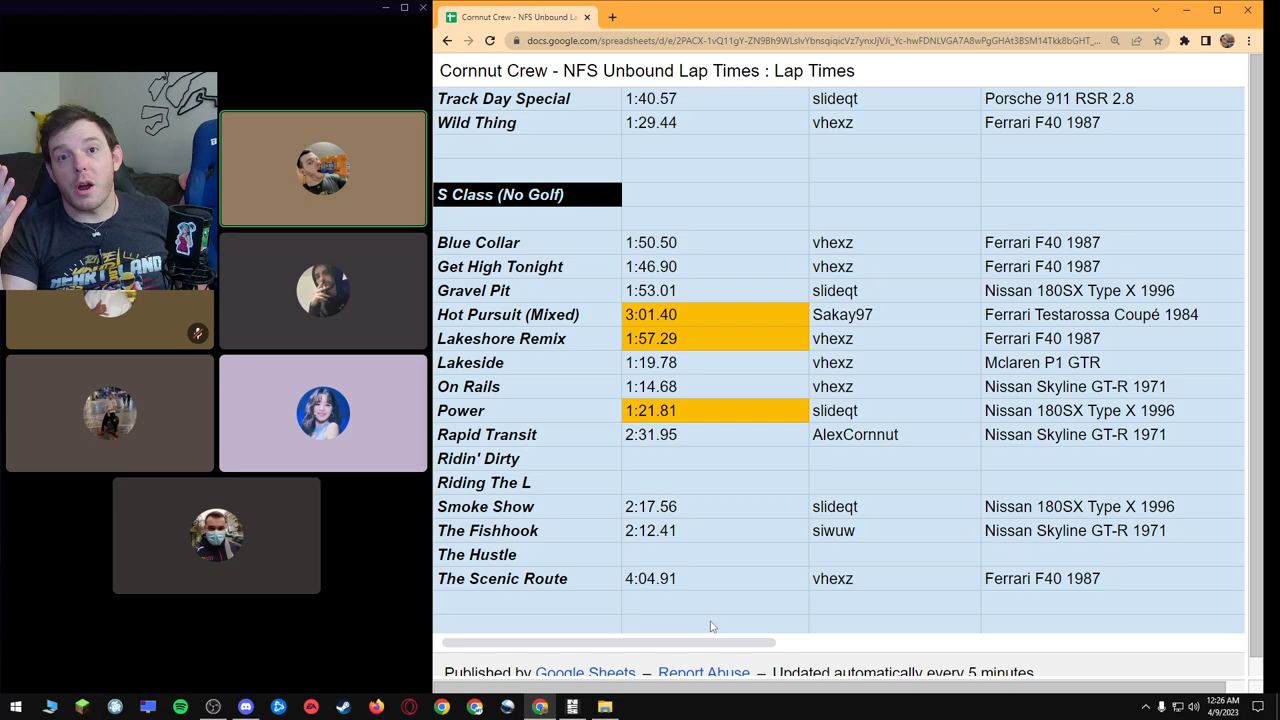 Cornnut Crew - NFS Unbound La
docs.google.com/spreadsheets/d/e/
Cornnut Crew - NFS Unbound Lap Times : Lap Times
Track Day Special 1:40.57 slideqt Porsche 911 RSR 2.8
Wild Thing 1:29.44 vhexz Ferrari F40 1987
S Class (No Golf)
Blue Collar 1:50.50 vhexz Ferrari F40 1987
Get High Tonight 1:46.90 vhexz Ferrari F40 1987
Gravel Pit 1:53.01 slideqt Nissan 180SX Type X 1996
Hot Pursuit (Mixed) 3:01.40 Sakay97 Ferrari Testarossa Coupé 1984
Lakeshore Remix 1:57.29 vhexz Ferrari F40 1987
Lakeside 1:19.78 vhexz Mclaren P1 GTR
On Rails 1:14.68 vhexz Nissan Skyline GT-R 1971
Power 1:21.81 slideqt Nissan 180SX Type X 1996
Rapid Transit 2:31.95 AlexCornnut Nissan Skyline GT-R 1971
Ridin' Dirty
Riding The L
Smoke Show 2:17.56 slideqt Nissan 180SX Type X 1996
The Fishhook 2:12.41 siwuw Nissan Skyline GT-R 1971
The Hustle
The Scenic Route 4:04.91 vhexz Ferrari F40 1987
Published by Google Sheets – Report Abuse – Updated automatically every 5 minutes
12:26 AM
4/9/2023